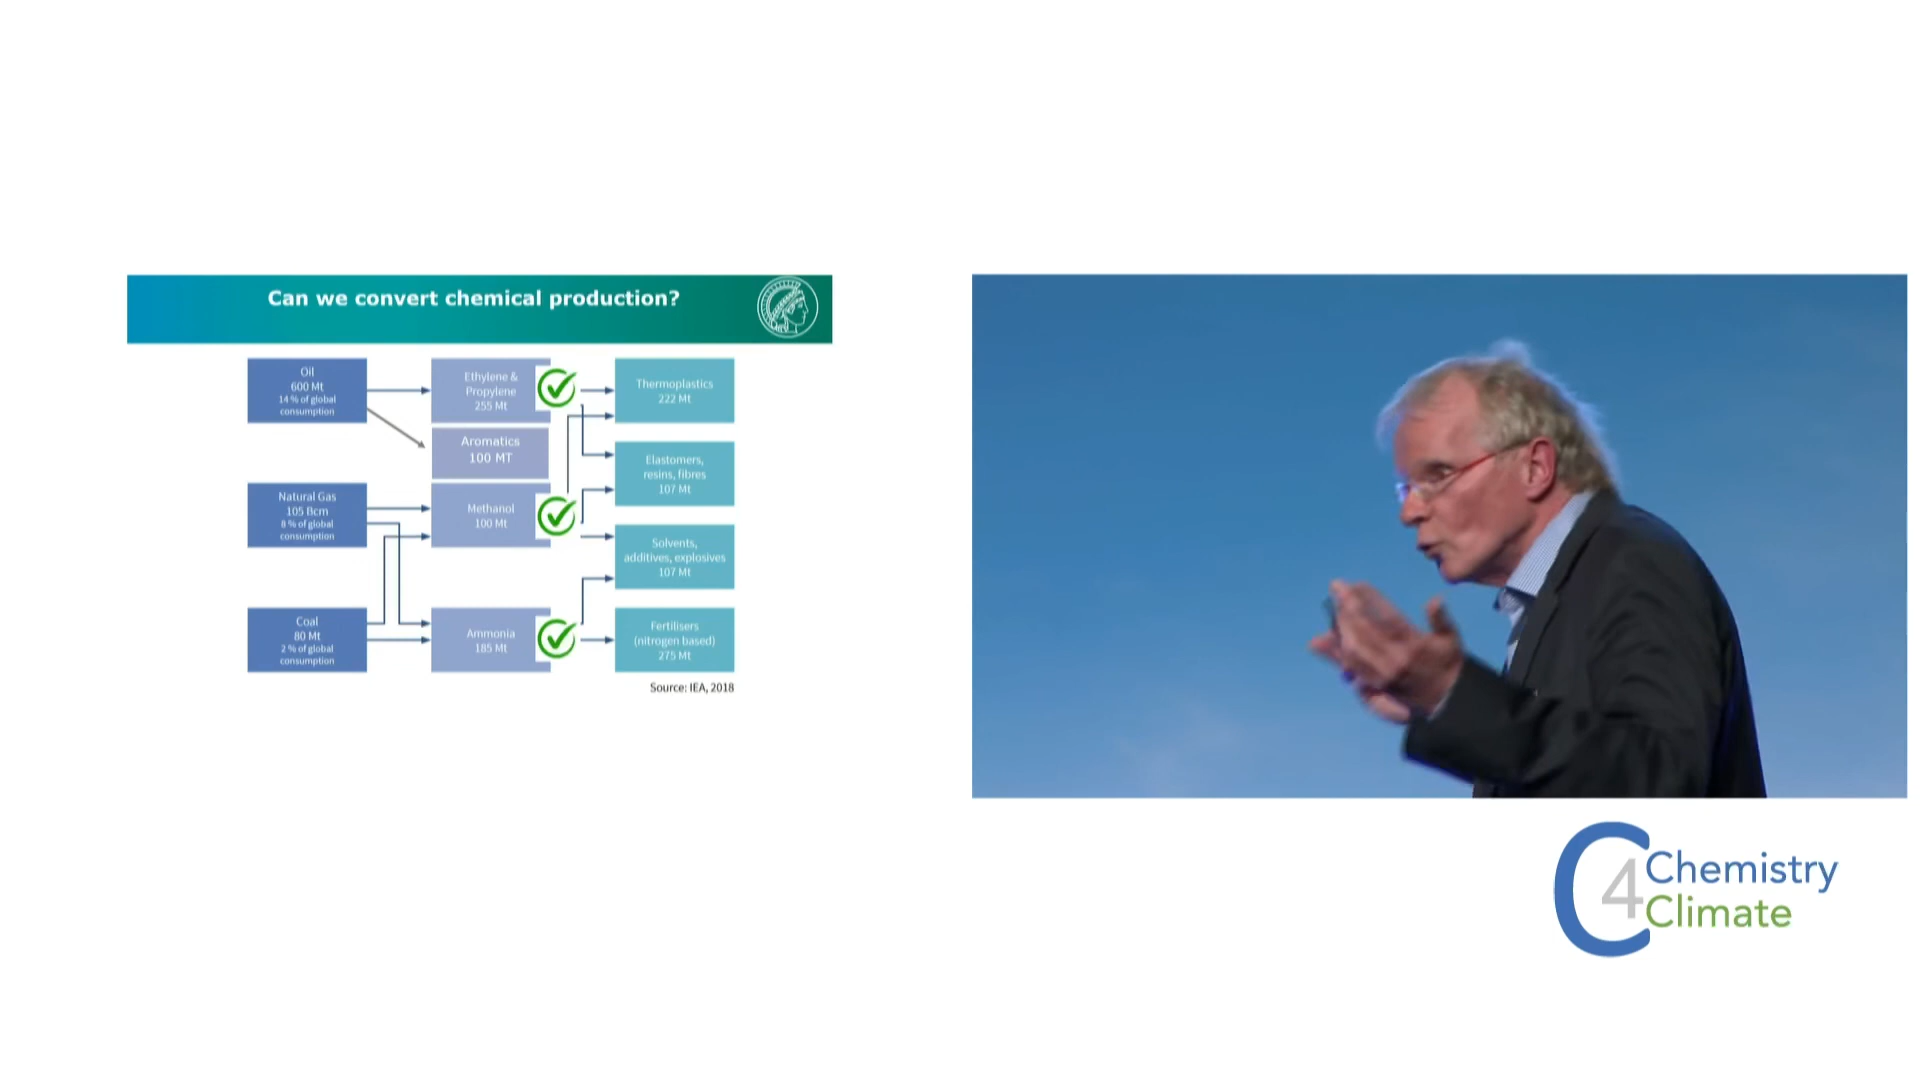 Can we convert chemical production?
Oil
600 Mt
14 % of global
consumption
Ethylene &
Propylene
255 Mt
Thermoplastics
222 Mt
Aromatics
100 MT
Elastomers,
resins, fibres
107 Mt
Natural Gas
105 Bcm
8 % of global
consumption
Methanol
100 Mt
Solvents,
additives, explosives
107 Mt
Coal
80 Mt
2 % of global
consumption
Ammonia
185 Mt
Fertilisers
(nitrogen based)
275 Mt
Source: IEA, 2018
C4 Chemistry
Climate